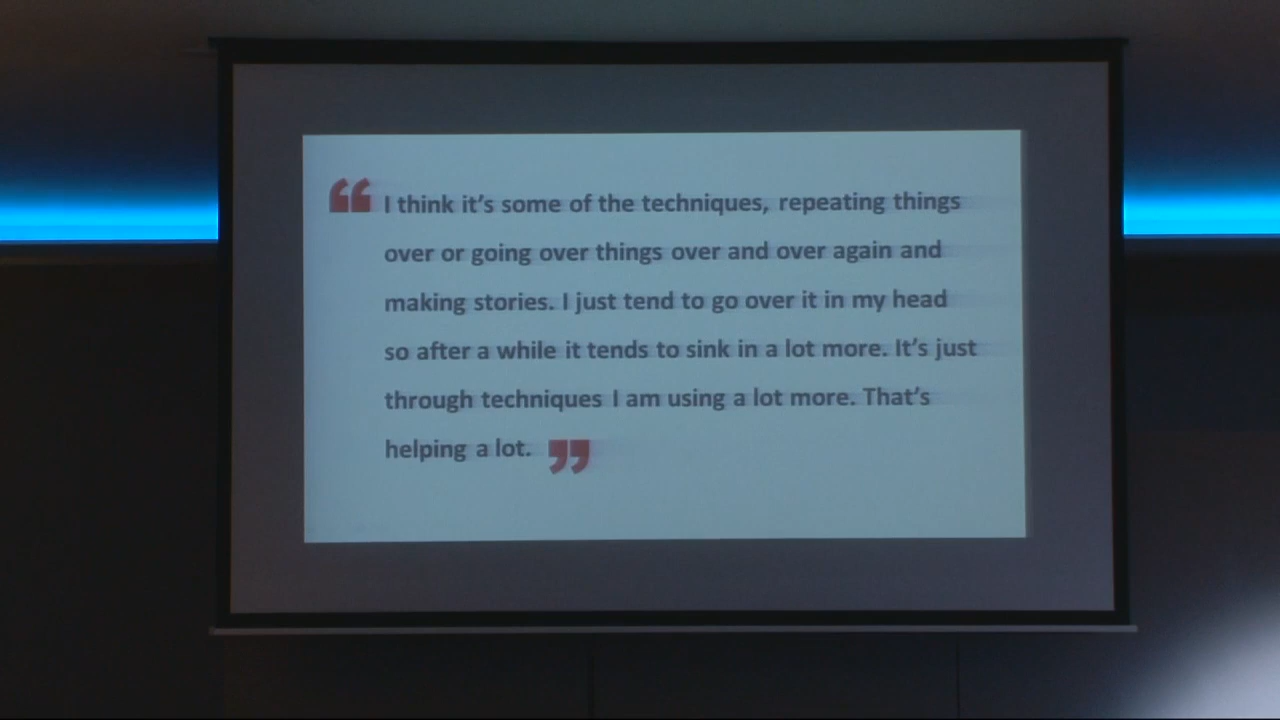 “ I think it’s some of the techniques, repeating things
over or going over things over and over again and
making stories. I just tend to go over it in my head
so after a while it tends to sink in a lot more. It’s just
through techniques I am using a lot more. That’s
helping a lot. ”